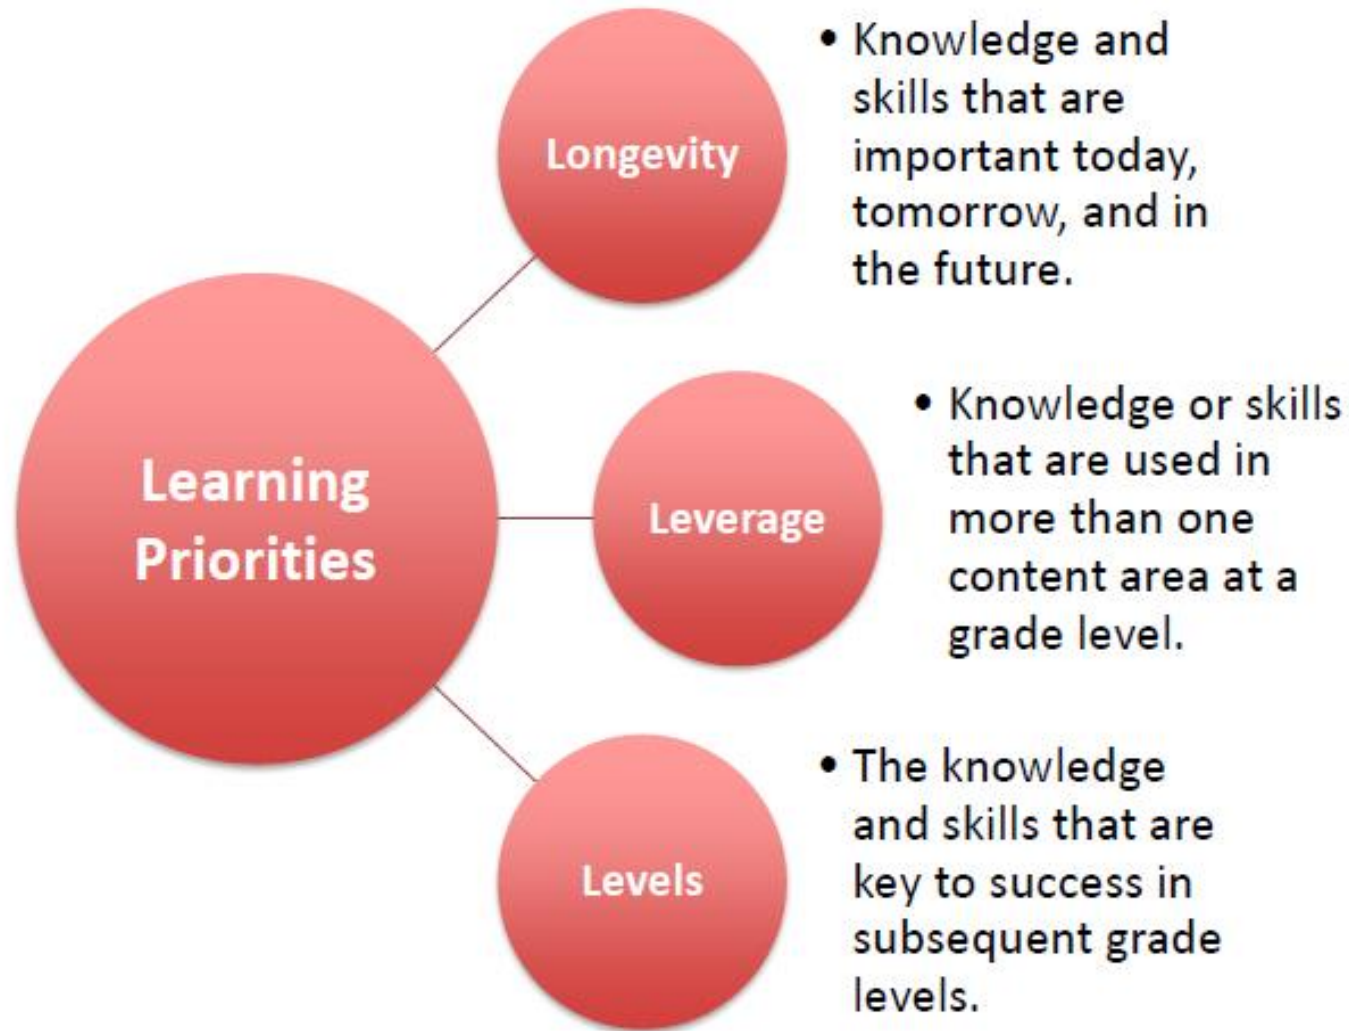 Learning
Priorities
Longevity
• Knowledge and
skills that are
important today,
tomorrow, and in
the future.
Leverage
• Knowledge or skills
that are used in
more than one
content area at a
grade level.
Levels
• The knowledge
and skills that are
key to success in
subsequent grade
levels.